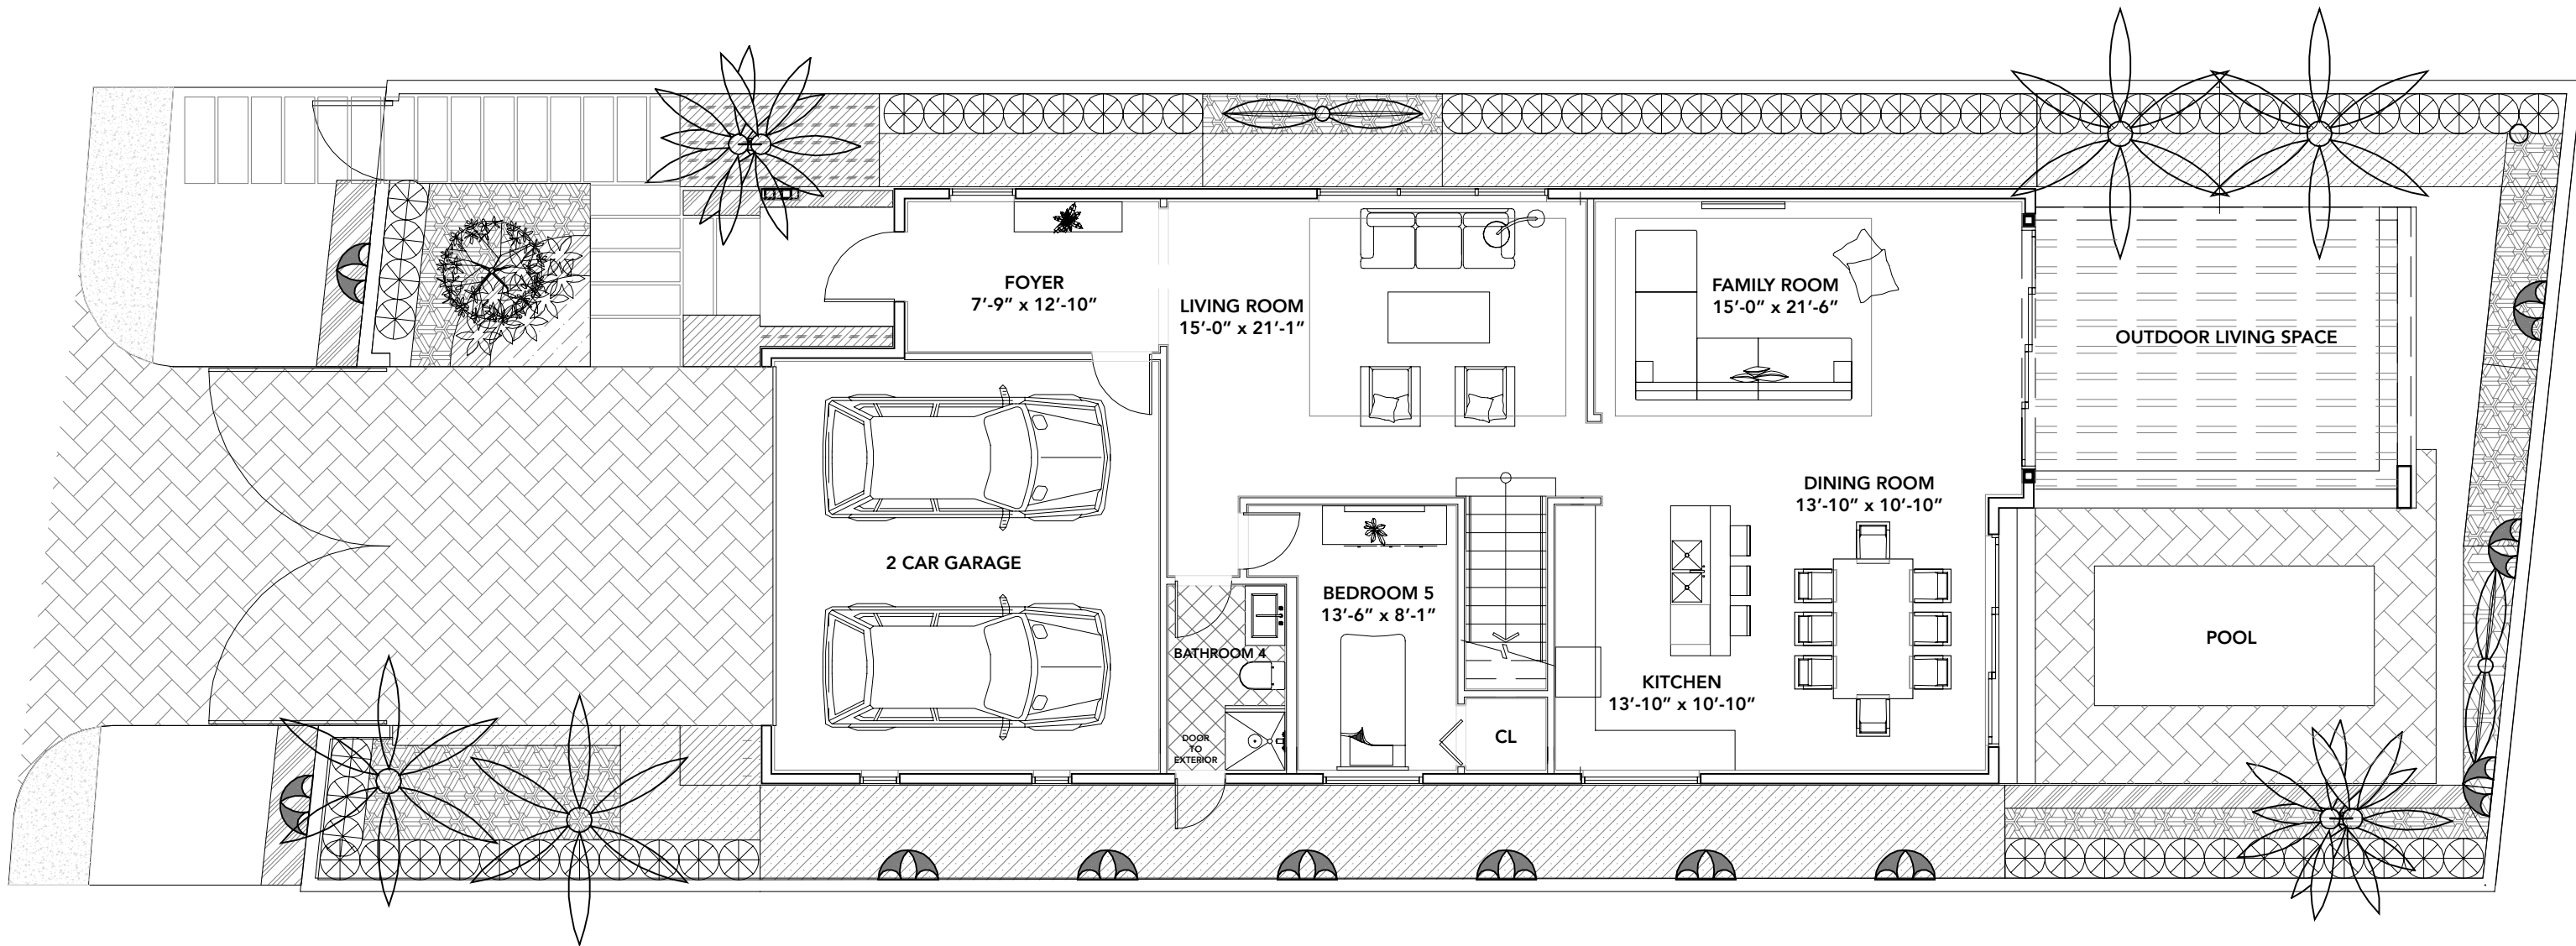 FOYER
7'-9" x 12'-10"
LIVING ROOM
15'-0" x 21'-1"
FAMILY ROOM
15'-0" x 21'-6"
OUTDOOR LIVING SPACE
DINING ROOM
13'-10" x 10'-10"
2 CAR GARAGE
BEDROOM 5
13'-6" x 8'-1"
POOL
BATHROOM 4
KITCHEN
13'-10" x 10'-10"
CL
DOOR
TO
EXTERIOR